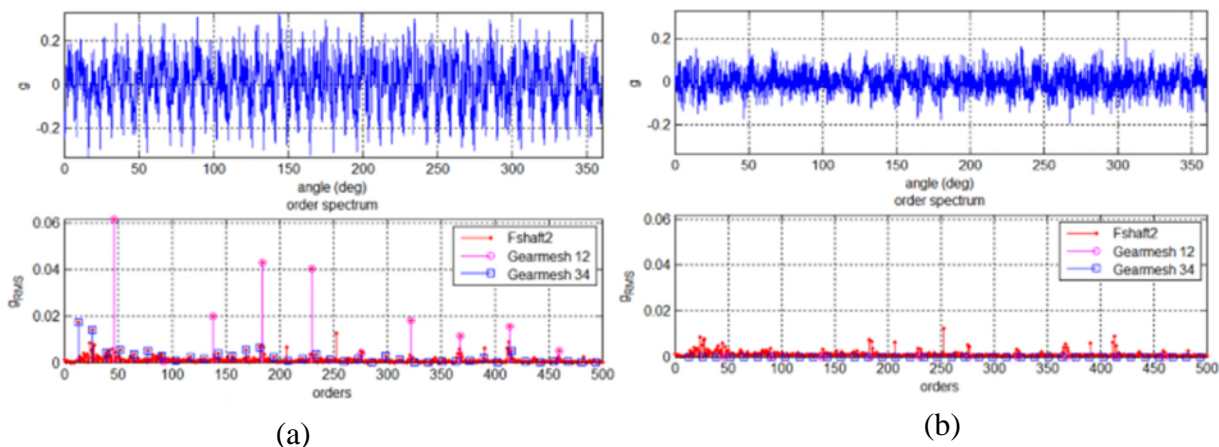 0.2
0
-0.2
g
0 50 100 150 200 250 300 350
angle (deg)
order spectrum
0.06
0.04
0.02
0
gRMS
Fshaft2
Gearmesh 12
Gearmesh 34
0 50 100 150 200 250 300 350 400 450 500
orders
(a)
0.2
0
-0.2
g
0 50 100 150 200 250 300 350
angle (deg)
order spectrum
0.06
0.04
0.02
0
gRMS
Fshaft2
Gearmesh 12
Gearmesh 34
0 50 100 150 200 250 300 350 400 450 500
orders
(b)